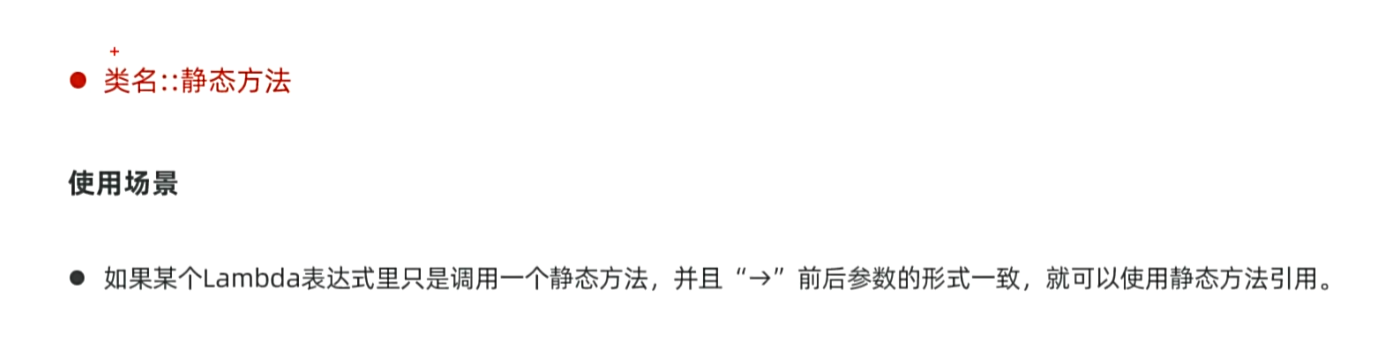 ● 类名::静态方法
使用场景
● 如果某个Lambda表达式里只是调用一个静态方法，并且“→”前后参数的形式一致，就可以使用静态方法引用。